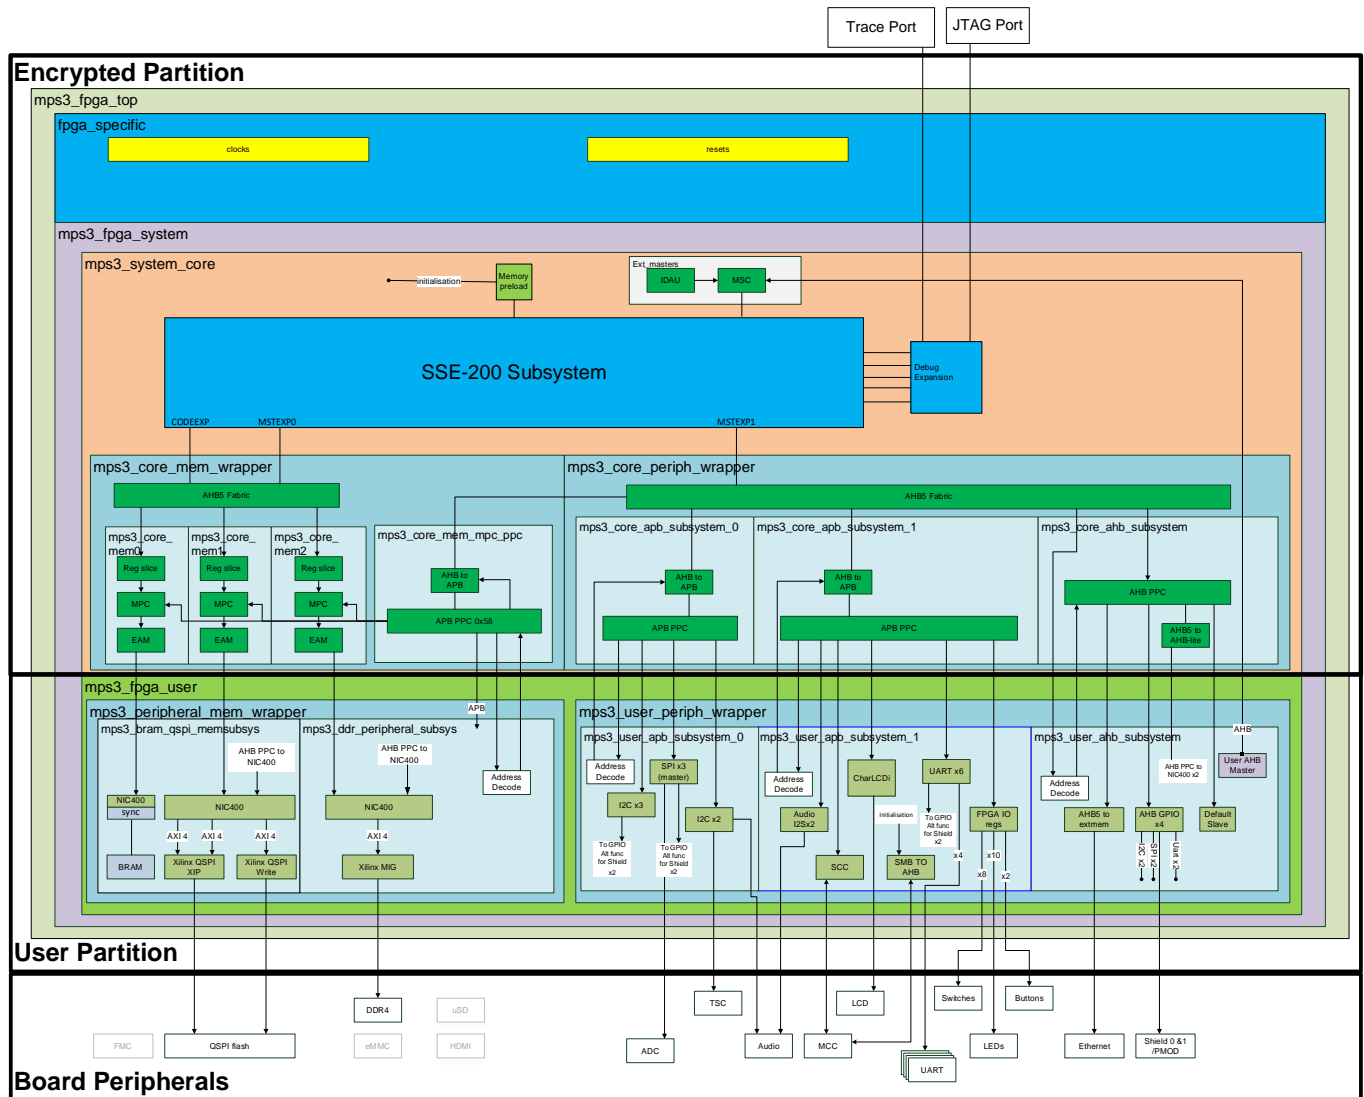 Trace Port
JTAG Port
Encrypted Partition
mps3_fpga_top
fpga_specific
clocks
resets
mps3_fpga_system
mps3_system_core
initialisation
Memory
preload
Ext_masters
IDAU
MSC
SSE-200 Subsystem
Debug
Expansion
CODEEXP
MSTEXP0
MSTEXP1
mps3_core_mem_wrapper
mps3_core_periph_wrapper
AHB5 Fabric
AHB5 Fabric
mps3_core_
mem0
mps3_core_
mem1
mps3_core_
mem2
mps3_core_mem_mpc_ppc
mps3_core_apb_subsystem_0
mps3_core_apb_subsystem_1
mps3_core_ahb_subsystem
Reg slice
Reg slice
Reg slice
AHB to
APB
AHB to
APB
AHB to
APB
AHB PPC
MPC
MPC
MPC
APB PPC 0x58
APB PPC
APB PPC
EAM
EAM
EAM
AHB5 to
AHB-lite
mps3_fpga_user
mps3_peripheral_mem_wrapper
APB
mps3_user_periph_wrapper
mps3_bram_qspi_memsubsys
mps3_ddr_peripheral_subsys
mps3_user_apb_subsystem_0
mps3_user_apb_subsystem_1
mps3_user_ahb_subsystem
AHB
AHB PPC to
NIC400
AHB PPC to
NIC400
Address
Decode
Address
Decode
SPI x3
(master)
Address
Decode
CharLCDi
UART x6
Address
Decode
AHB PPC to
NIC400 x2
User AHB
Master
NIC400
sync
NIC400
NIC400
I2C x3
I2C x2
Audio
I2Sx2
Initialisation
To GPIO
Alt func
for Shield
x2
FPGA IO
regs
AHB5 to
extmem
AHB GPIO
x4
Default
Slave
AXI 4
AXI 4
AXI 4
AXI 4
To GPIO
Alt func
for Shield
x2
To GPIO
Alt func
for Shield
x2
x4
x10
x8
x2
I2C x2
SPI x2
Uart x2
BRAM
Xilinx QSPI
XIP
Xilinx QSPI
Write
Xilinx MIG
SCC
SMB TO
AHB
User Partition
DDR4
uSD
TSC
LCD
Switches
Buttons
FMC
QSPI flash
eMMC
HDMI
ADC
Audio
MCC
UART
LEDs
Ethernet
Shield 0 &1
/PMOD
Board Peripherals